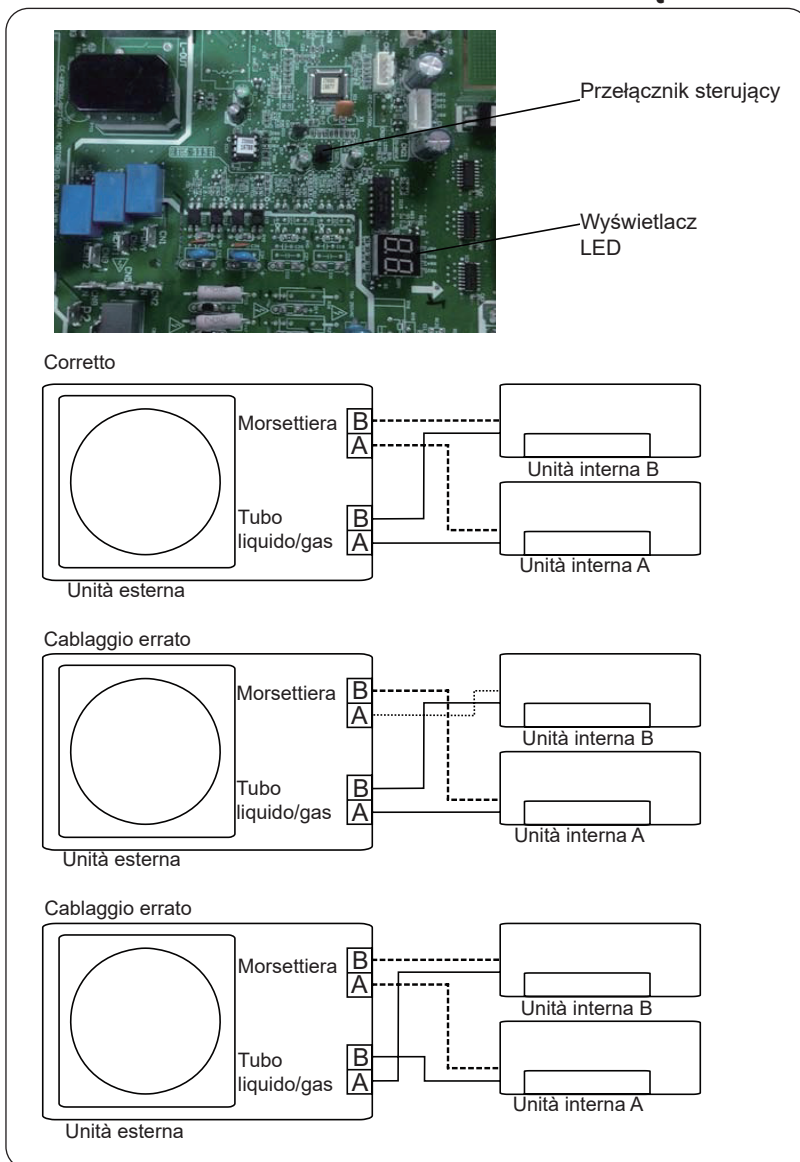 Przełącznik sterujący
Wyświetlacz
LED
Corretto
Morsettiera
B
A
Unità interna B
Tubo
liquido/gas
B
A
Unità interna A
Unità esterna
Cablaggio errato
Morsettiera
B
A
Unità interna B
Tubo
liquido/gas
B
A
Unità interna A
Unità esterna
Cablaggio errato
Morsettiera
B
A
Unità interna B
Tubo
liquido/gas
B
A
Unità interna A
Unità esterna